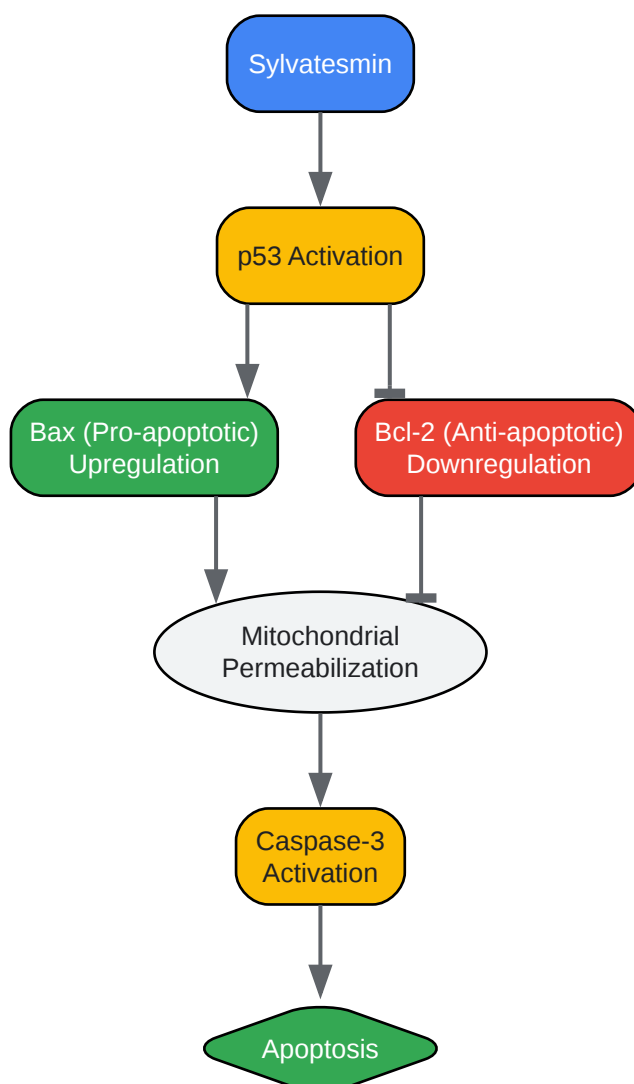 Sylvatesmin
p53 Activation
Bax (Pro-apoptotic)
Upregulation
Bcl-2 (Anti-apoptotic)
Downregulation
Mitochondrial
Permeabilization
Caspase-3
Activation
Apoptosis